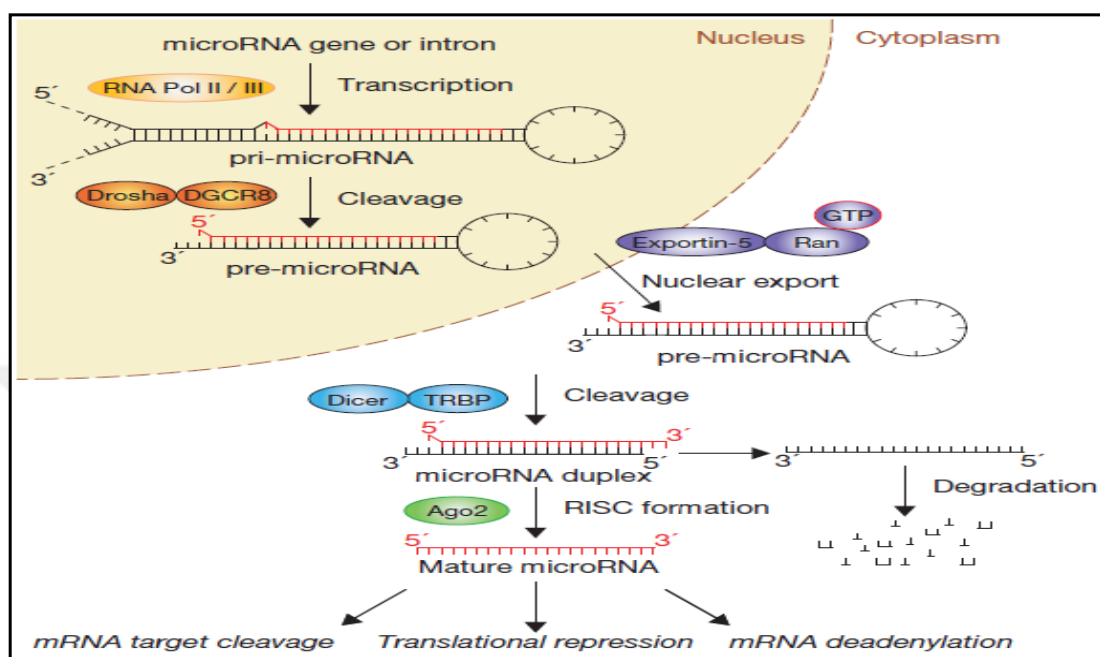 microRNA gene or intron
Nucleus
Cytoplasm
RNA Pol II / III
Transcription
5´
3´
pri-microRNA
Drosha
DGCR8
Cleavage
5´
3´
pre-microRNA
GTP
Exportin-5
Ran
Nuclear export
5´
3´
pre-microRNA
Dicer
TRBP
Cleavage
5´
3´
3´
5´
microRNA duplex
3´
5´
Degradation
Ago2
RISC formation
5´
3´
Mature microRNA
mRNA target cleavage
Translational repression
mRNA deadenylation